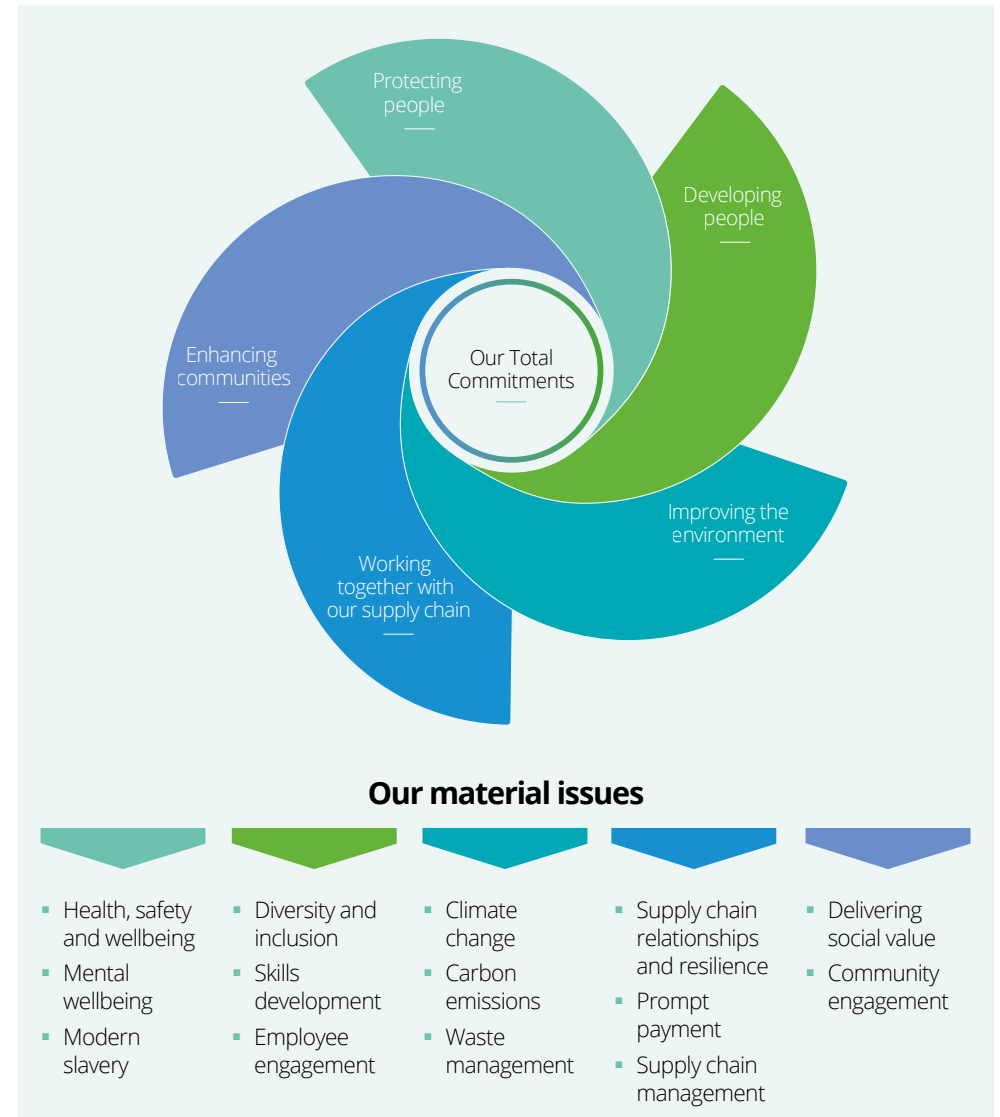 Protecting
people
Developing
people
Enhancing
communities
Our Total
Commitments
Improving the
environment
Working
together with
our supply chain
Our material issues
Health, safety
and wellbeing
Mental
wellbeing
Modern
slavery
Diversity and
inclusion
Skills
development
Employee
engagement
Climate
change
Carbon
emissions
Waste
management
Supply chain
relationships
and resilience
Prompt
payment
Supply chain
management
Delivering
social value
Community
engagement